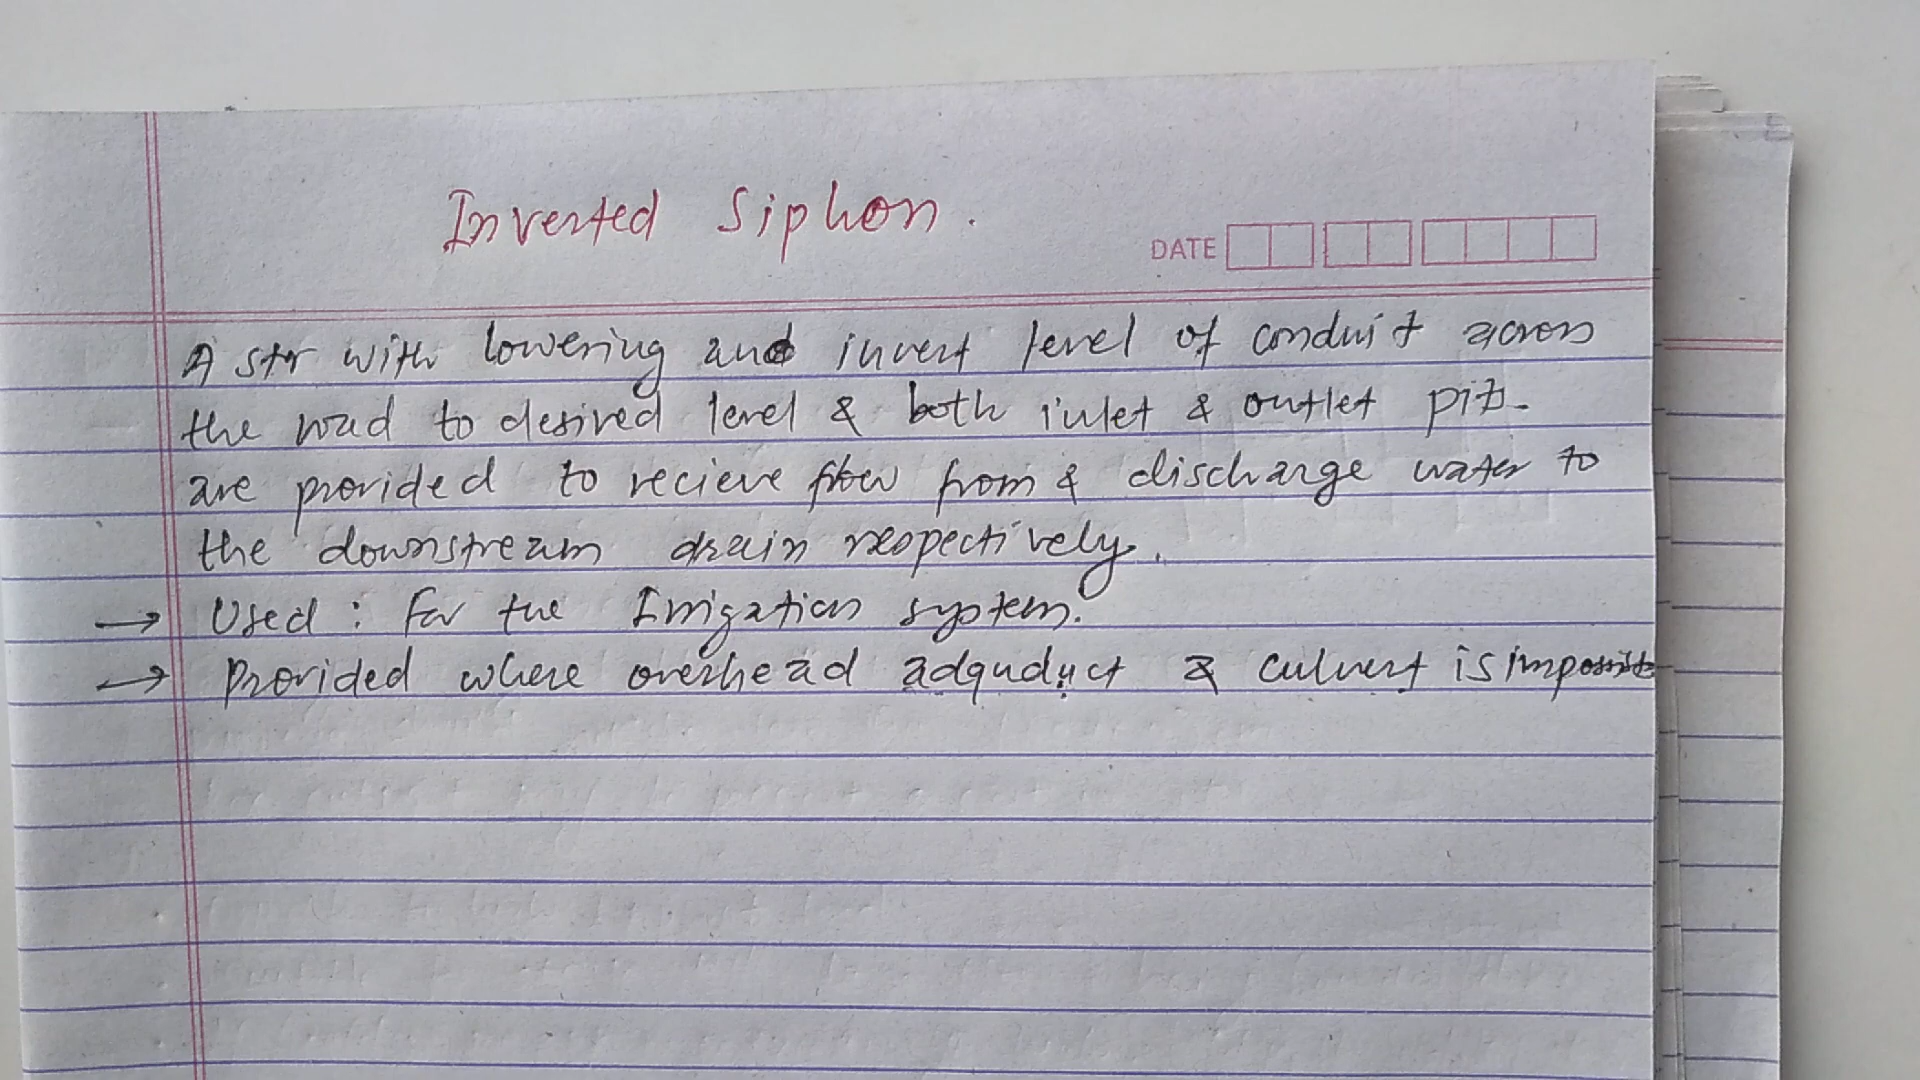 Inverted Siphon.
DATE
A str with lowering and invert level of conduit across
the road to desired level & both inlet & outlet pit.
are provided to recieve flow from & discharge water to
the downstream drain respectively.
→ Used : For the Irrigation system.
→ Provided where overhead adquduct & culvert is impossible